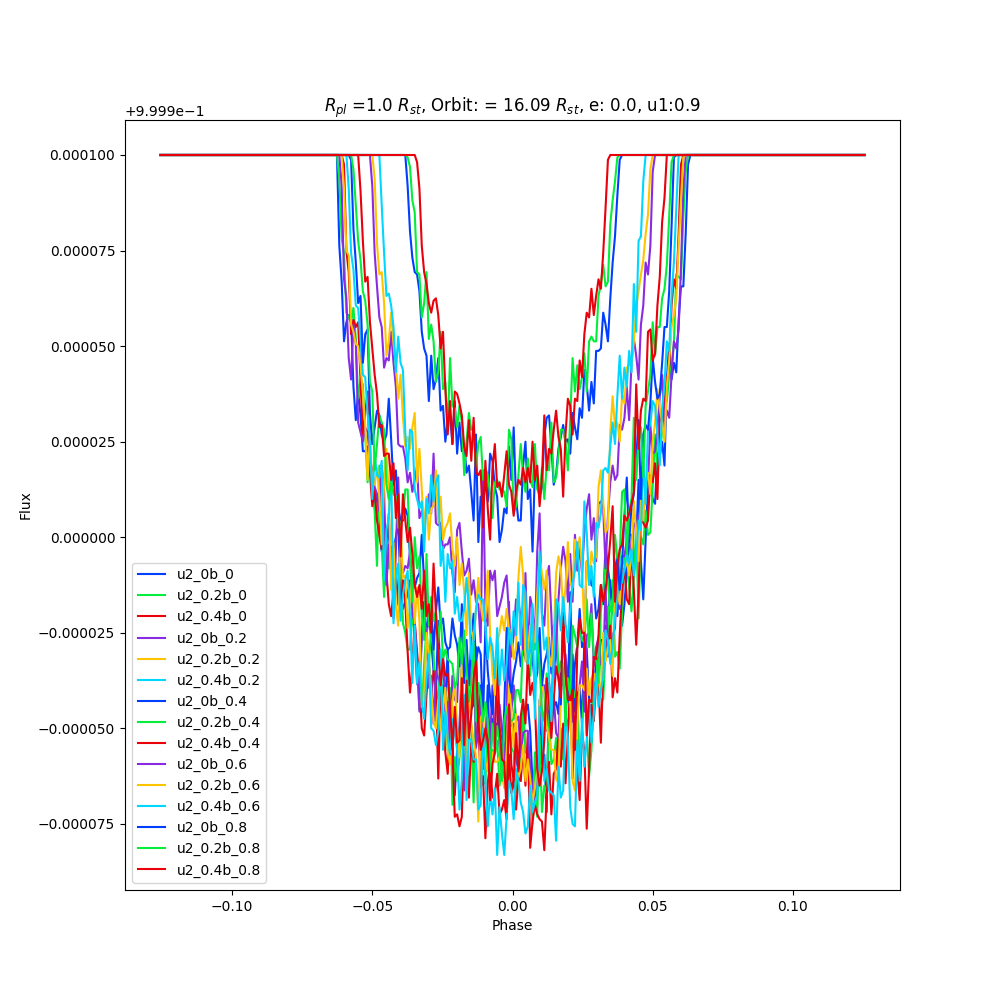 R_pl =1.0 R_st, Orbit: = 16.09 R_st, e: 0.0, u1:0.9
+9.999e−1
0.000100
0.000075
0.000050
0.000025
0.000000
−0.000025
−0.000050
−0.000075
Flux
u2_0b_0
u2_0.2b_0
u2_0.4b_0
u2_0b_0.2
u2_0.2b_0.2
u2_0.4b_0.2
u2_0b_0.4
u2_0.2b_0.4
u2_0.4b_0.4
u2_0b_0.6
u2_0.2b_0.6
u2_0.4b_0.6
u2_0b_0.8
u2_0.2b_0.8
u2_0.4b_0.8
−0.10 −0.05 0.00 0.05 0.10
Phase